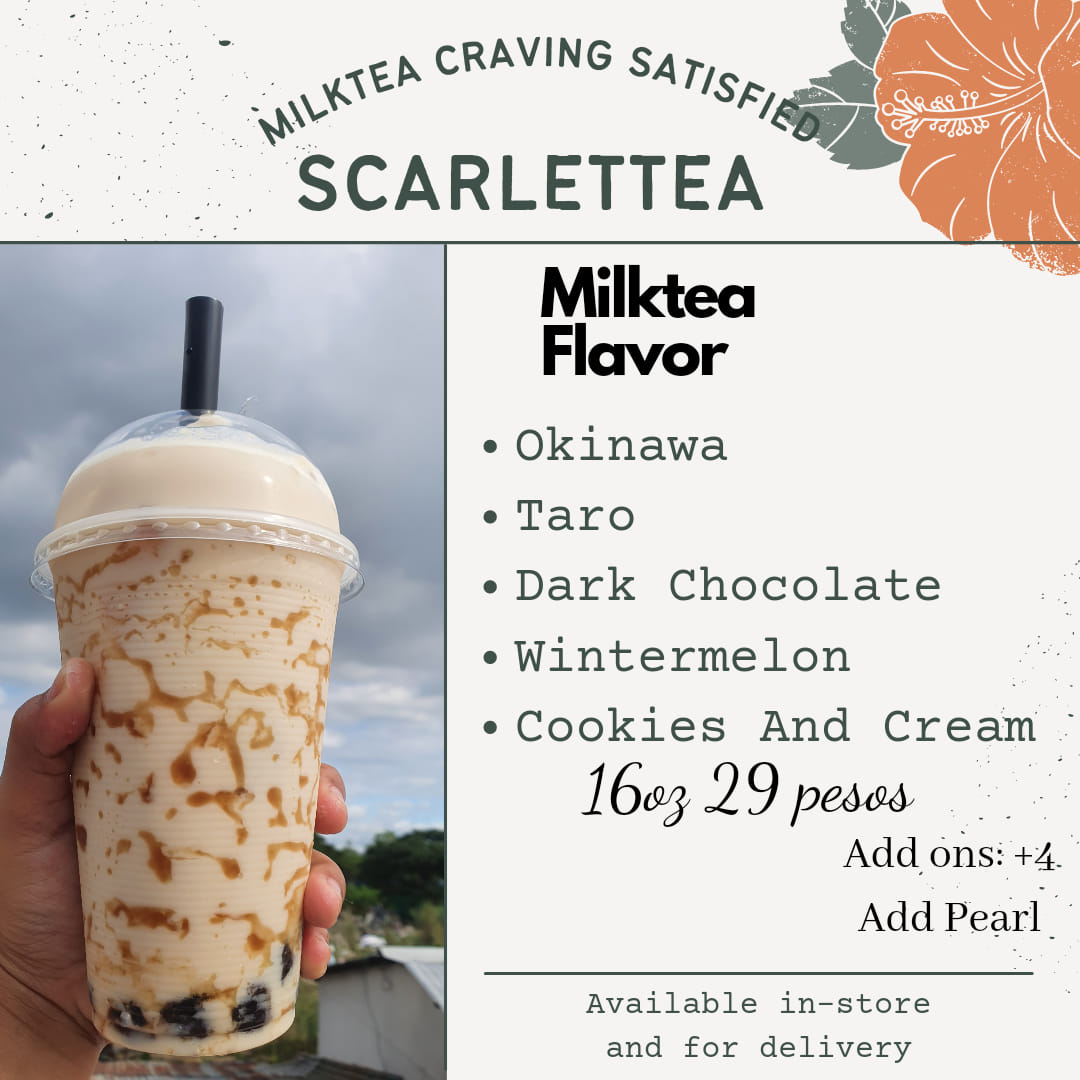 MILKTEA CRAVING SATISFIED
SCARLETTEA
Milktea
Flavor
• Okinawa
• Taro
• Dark Chocolate
• Wintermelon
• Cookies And Cream
16oz 29 pesos
Add ons: +4
Add Pearl
Available in-store
and for delivery